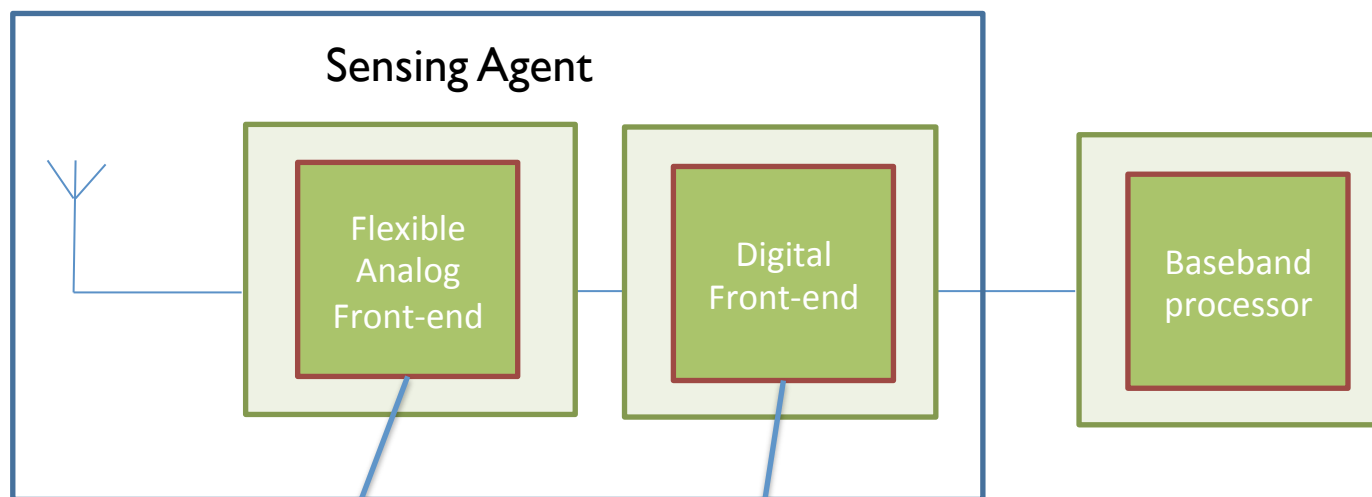 Sensing Agent
Flexible
Analog
Front-end
Digital
Front-end
Baseband
processor